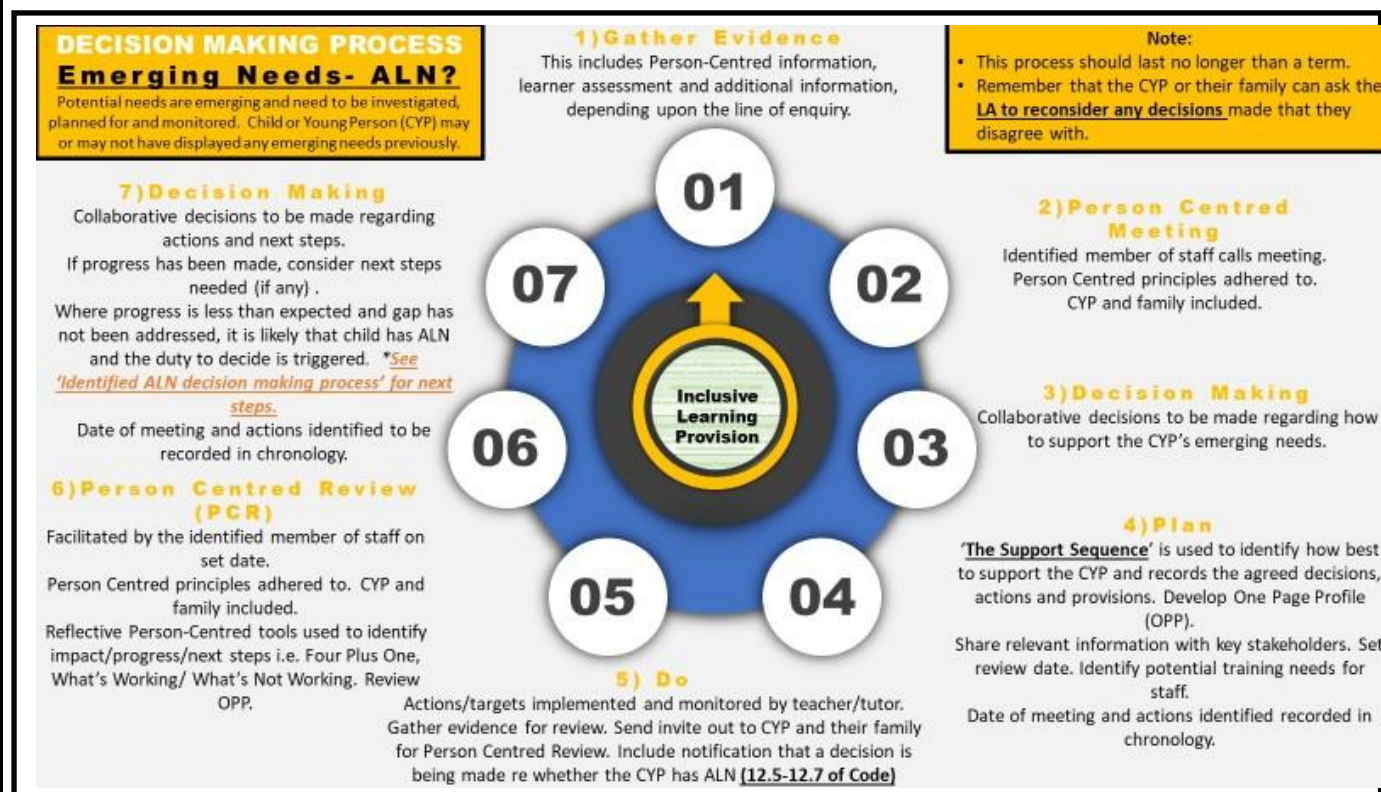 DECISION MAKING PROCESS
Emerging Needs- ALN?
Potential needs are emerging and need to be investigated,
planned for and monitored. Child or Young Person (CYP) may
or may not have displayed any emerging needs previously.
1)Gather Evidence
This includes Person-Centred information,
learner assessment and additional information,
depending upon the line of enquiry.
Note:
• This process should last no longer than a term.
• Remember that the CYP or their family can ask the
LA to reconsider any decisions made that they
disagree with.
01
02
03
04
05
06
07
Inclusive
Learning
Provision
2)Person Centred
Meeting
Identified member of staff calls meeting.
Person Centred principles adhered to.
CYP and family included.
3)Decision Making
Collaborative decisions to be made regarding how
to support the CYP's emerging needs.
4)Plan
'The Support Sequence' is used to identify how best
to support the CYP and records the agreed decisions,
actions and provisions. Develop One Page Profile
(OPP).
Share relevant information with key stakeholders. Set
review date. Identify potential training needs for
staff.
Date of meeting and actions identified recorded in
chronology.
5) Do
Actions/targets implemented and monitored by teacher/tutor.
Gather evidence for review. Send invite out to CYP and their family
for Person Centred Review. Include notification that a decision is
being made re whether the CYP has ALN (12.5-12.7 of Code)
6)Person Centred Review
(PCR)
Facilitated by the identified member of staff on
set date.
Person Centred principles adhered to. CYP and
family included.
Reflective Person-Centred tools used to identify
impact/progress/next steps i.e. Four Plus One,
What's Working/ What's Not Working. Review
OPP.
7)Decision Making
Collaborative decisions to be made regarding
actions and next steps.
If progress has been made, consider next steps
needed (if any) .
Where progress is less than expected and gap has
not been addressed, it is likely that child has ALN
and the duty to decide is triggered. *See
'Identified ALN decision making process' for next
steps.
Date of meeting and actions identified to be
recorded in chronology.